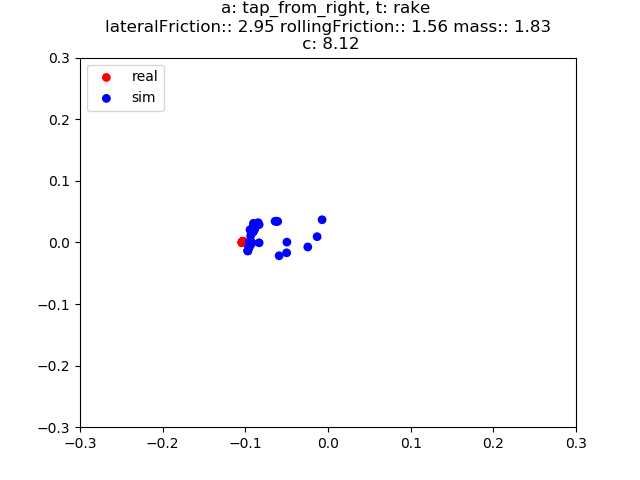 a: tap_from_right, t: rake
lateralFriction:: 2.95 rollingFriction:: 1.56 mass:: 1.83
c: 8.12
real
sim
0.3
0.2
0.1
0.0
−0.1
−0.2
−0.3
−0.3
−0.2
−0.1
0.0
0.1
0.2
0.3